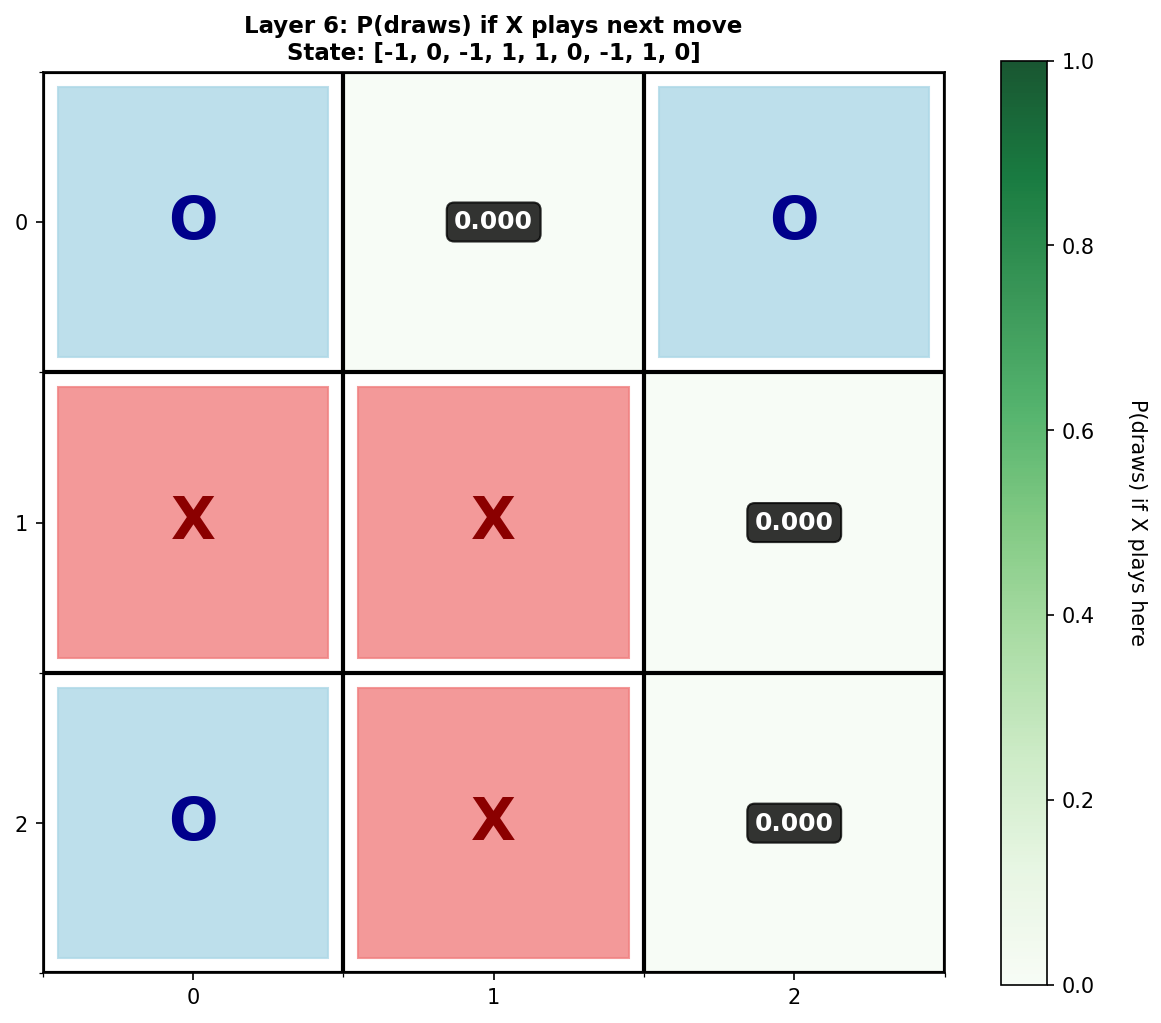 Layer 6: P(draws) if X plays next move
State: [-1, 0, -1, 1, 1, 0, -1, 1, 0]
0
O
0.000
O
1
X
X
0.000
2
O
X
0.000
0
1
2
1.0
0.8
0.6
0.4
0.2
0.0
P(draws) if X plays here